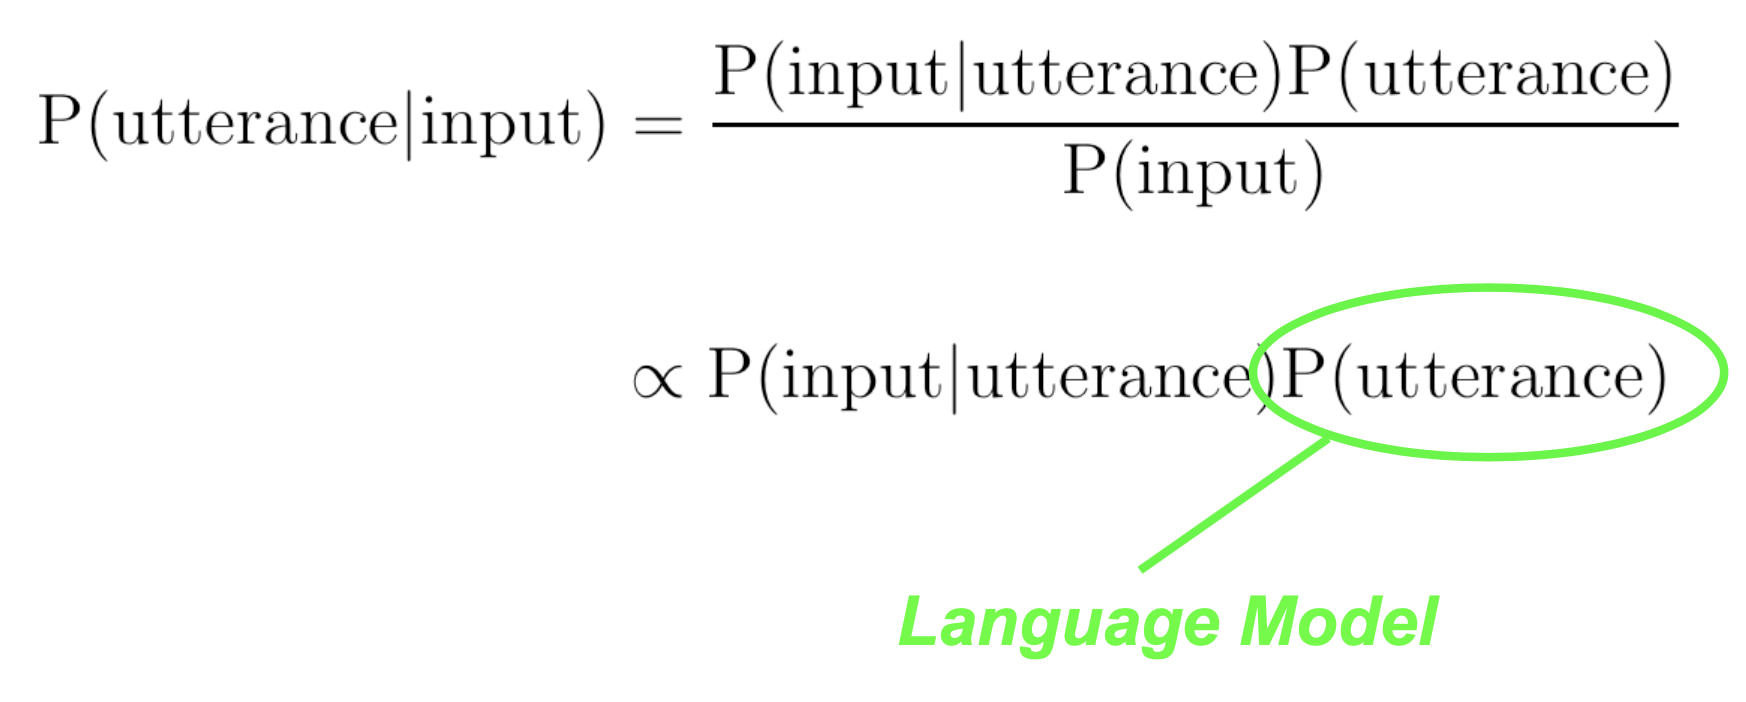 P(utterance|input) = P(input|utterance)P(utterance) / P(input)
∝ P(input|utterance)P(utterance)
Language Model